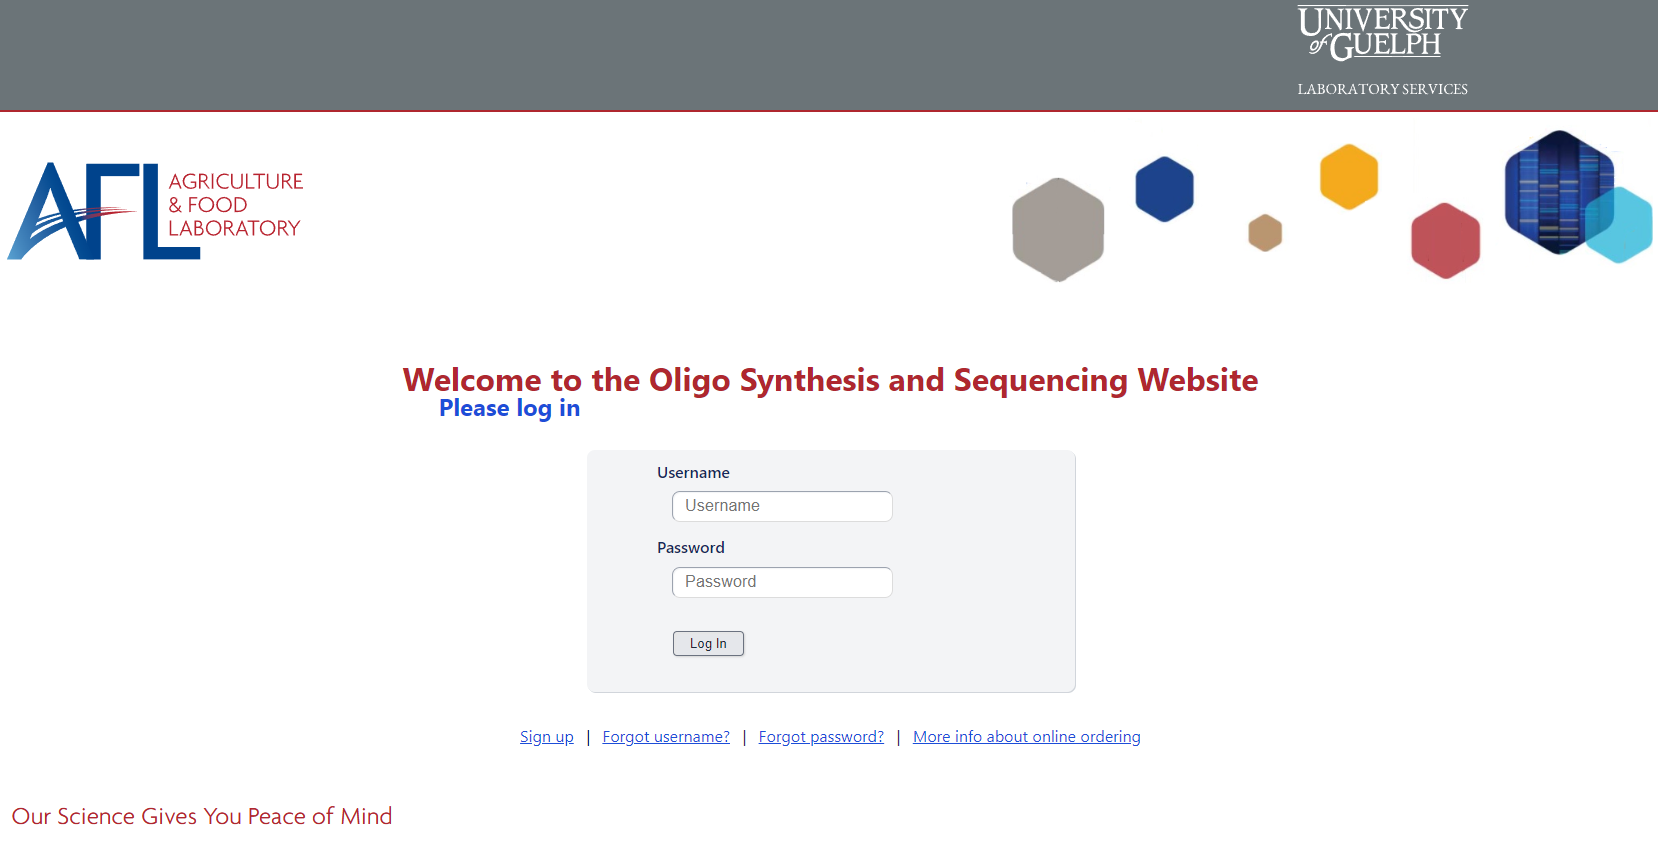 UNIVERSITY
of GUELPH
LABORATORY SERVICES
AFL
AGRICULTURE
& FOOD
LABORATORY
Welcome to the Oligo Synthesis and Sequencing Website
Please log in
Username
Username
Password
Password
Log In
Sign up | Forgot username? | Forgot password? | More info about online ordering
Our Science Gives You Peace of Mind